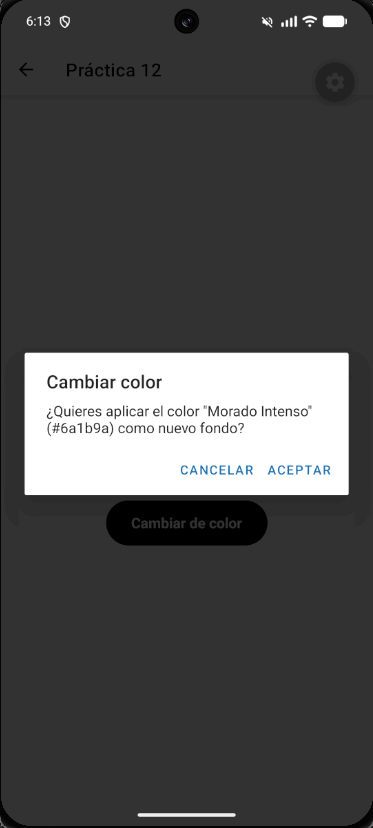 6:13
Práctica 12
Cambiar color
¿Quieres aplicar el color "Morado Intenso"
(#6a1b9a) como nuevo fondo?
CANCELAR ACEPTAR
Cambiar de color